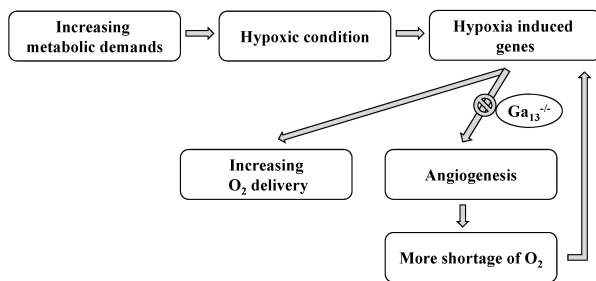 Increasing
metabolic demands
Hypoxic condition
Hypoxia induced
genes
Ga₁₃⁻/⁻
Increasing
O₂ delivery
Angiogenesis
More shortage of O₂